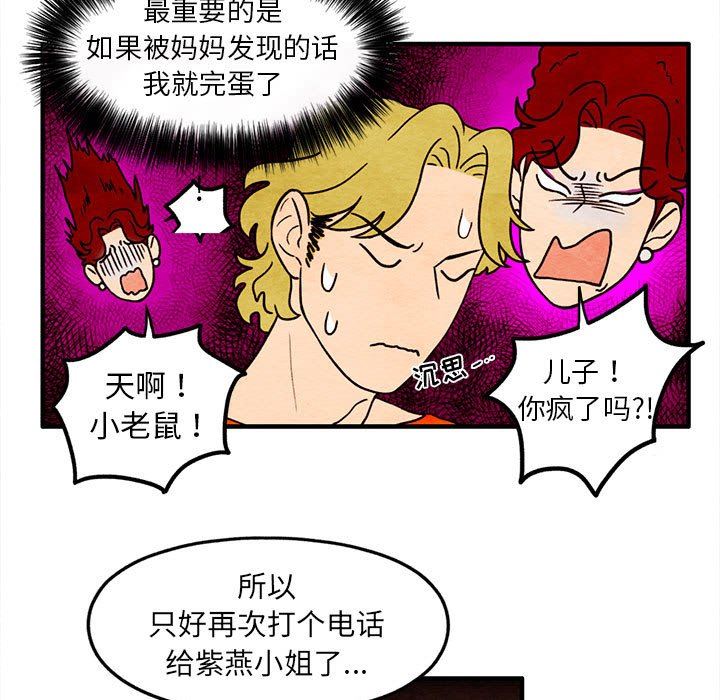 最重要的是
如果被妈妈发现的话
我就完蛋了
!
天啊！
小老鼠！
沉思…
儿子！
你疯了吗?!
所以
只好再次打个电话
给紫燕小姐了...